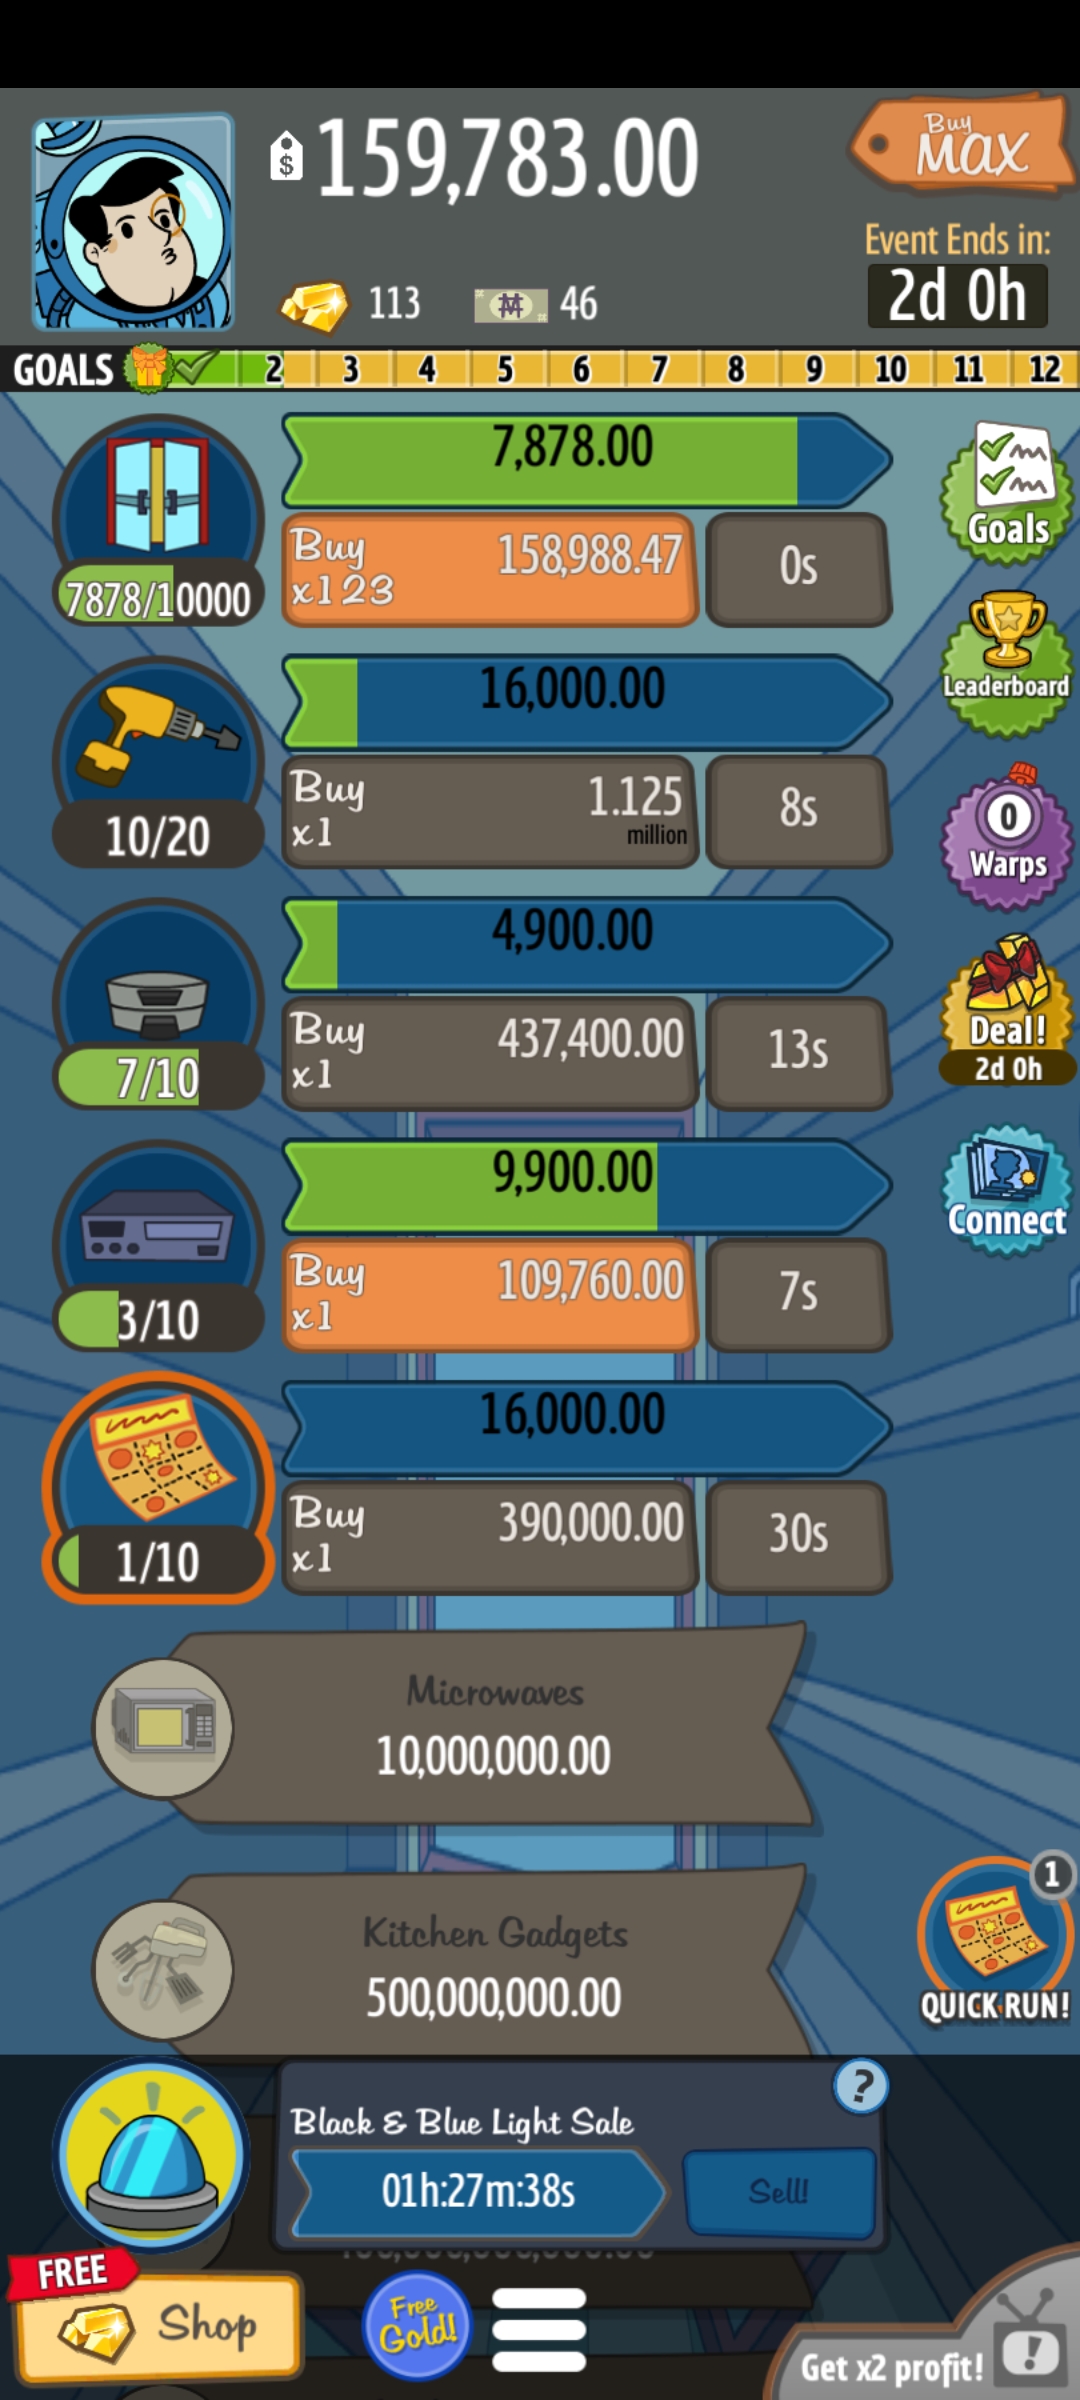 159,783.00
Buy
MAX
Event Ends in:
2d 0h
113
46
GOALS 2 3 4 5 6 7 8 9 10 11 12
7,878.00
Buy
x123
158,988.47
0s
7878/10000
Goals
16,000.00
Buy
x1
1.125
million
8s
10/20
Leaderboard
4,900.00
Buy
x1
437,400.00
13s
7/10
0
Warps
Deal!
2d 0h
9,900.00
Buy
x1
109,760.00
7s
3/10
Connect
16,000.00
Buy
x1
390,000.00
30s
1/10
Microwaves
10,000,000.00
Kitchen Gadgets
500,000,000.00
1
QUICK RUN!
Black & Blue Light Sale
?
01h:27m:38s
Sell!
FREE
Shop
Free
Gold!
Get x2 profit!